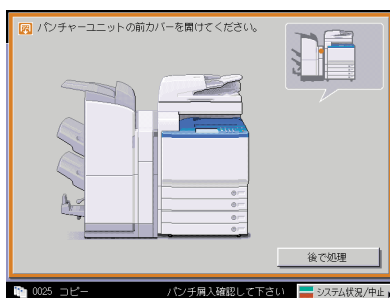 パンチャーユニットの前カバーを開けてください。
後で処理
0025 コピー パンチ屑入確認して下さい システム状況/中止